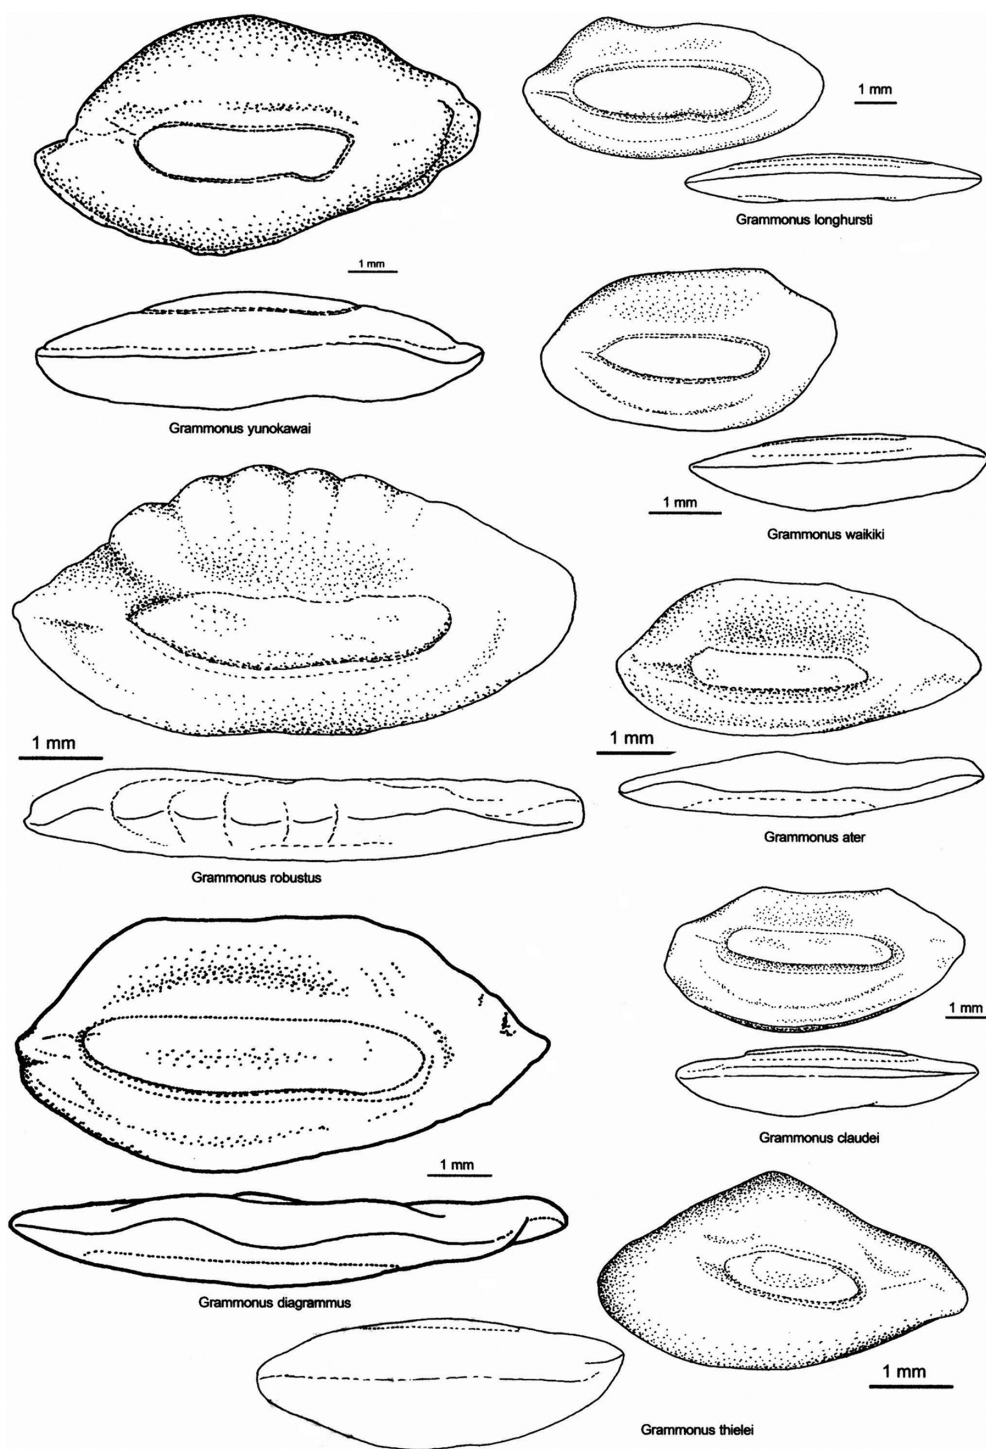 1 mm
Grammonus longhursti
1 mm
Grammonus yunokawai
1 mm
Grammonus waikiki
1 mm
Grammonus robustus
1 mm
Grammonus ater
1 mm
Grammonus claudei
1 mm
Grammonus diagrammus
1 mm
Grammonus thielei